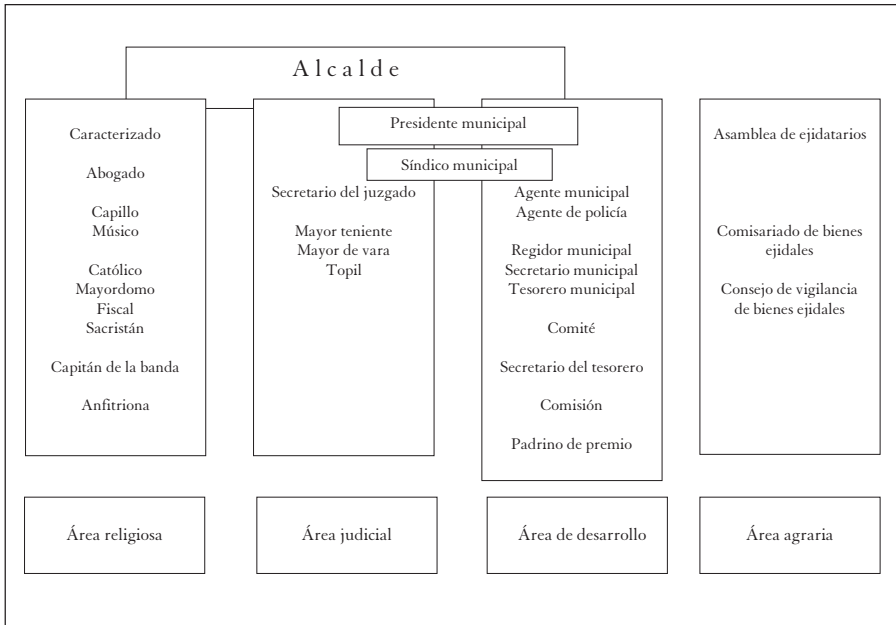 Alcalde
Caracterizado
Abogado
Capillo
Músico
Católico
Mayordomo
Fiscal
Sacristán
Capitán de la banda
Anfitriona
Presidente municipal
Síndico municipal
Secretario del juzgado
Mayor teniente
Mayor de vara
Topil
Agente municipal
Agente de policía
Regidor municipal
Secretario municipal
Tesorero municipal
Comité
Secretario del tesorero
Comisión
Padrino de premio
Asamblea de ejidatarios
Comisariado de bienes
ejidales
Consejo de vigilancia
de bienes ejidales
Área religiosa
Área judicial
Área de desarrollo
Área agraria